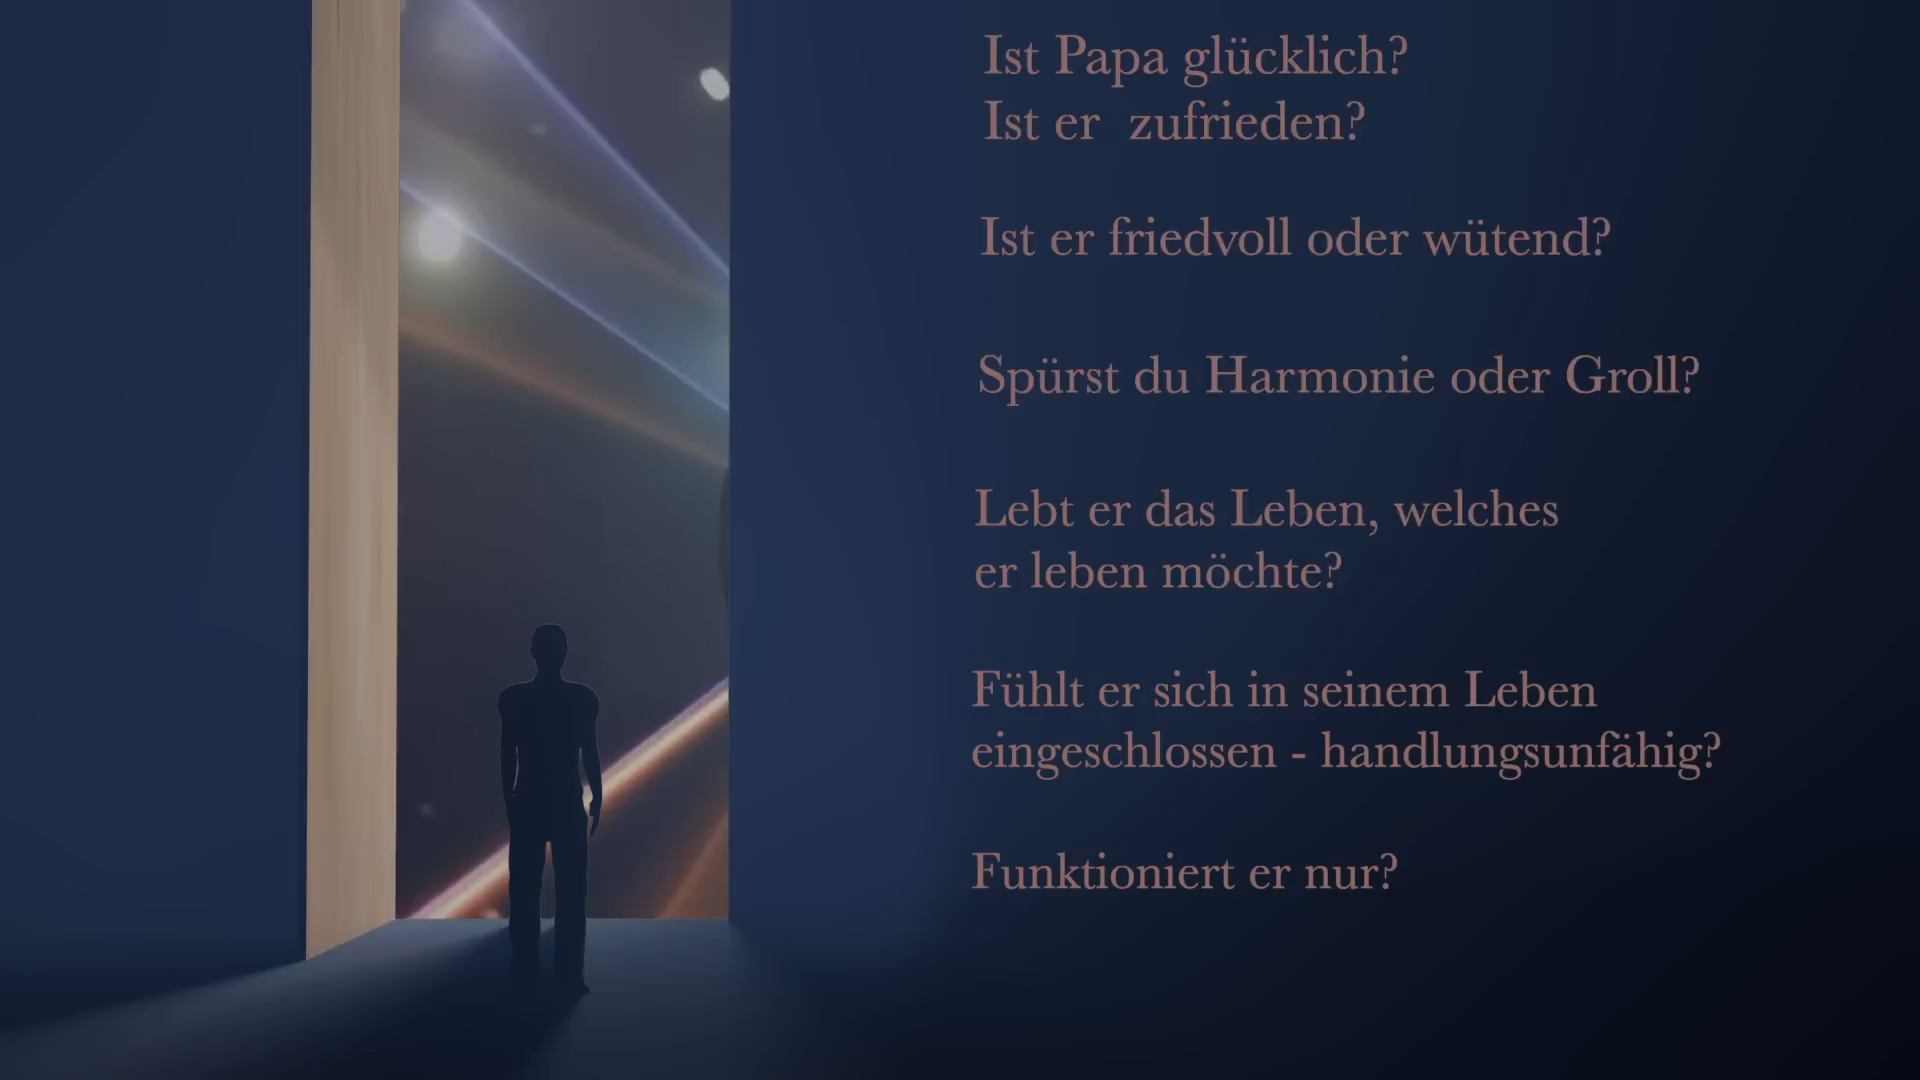 Ist Papa glücklich?
Ist er zufrieden?
Ist er friedvoll oder wütend?
Spürst du Harmonie oder Groll?
Lebt er das Leben, welches
er leben möchte?
Fühlt er sich in seinem Leben
eingeschlossen - handlungsunfähig?
Funktioniert er nur?